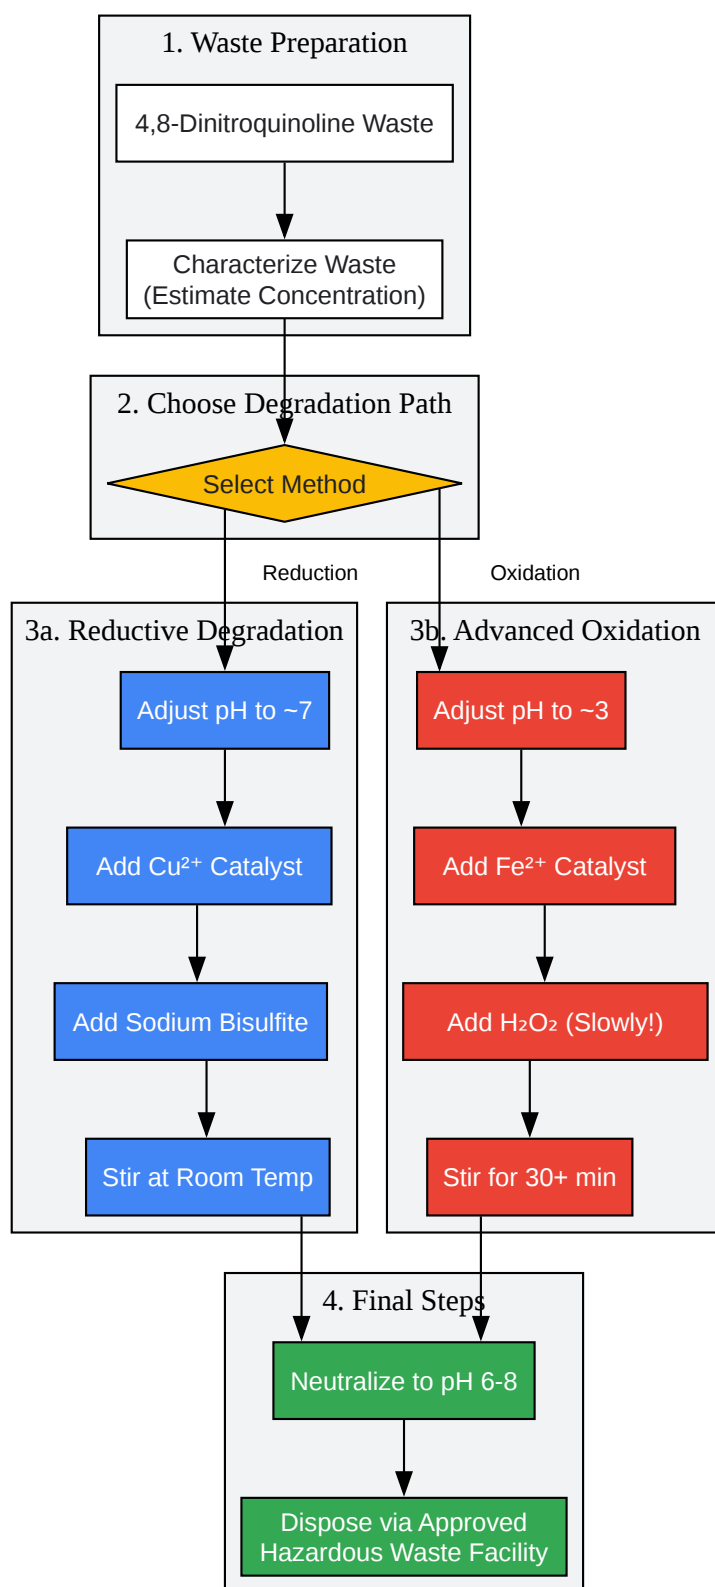 1. Waste Preparation
4,8-Dinitroquinoline Waste
Characterize Waste
(Estimate Concentration)
2. Choose Degradation Path
Select Method
Reduction
Oxidation
3a. Reductive Degradation
Adjust pH to ~7
Add Cu²⁺ Catalyst
Add Sodium Bisulfite
Stir at Room Temp
3b. Advanced Oxidation
Adjust pH to ~3
Add Fe²⁺ Catalyst
Add H₂O₂ (Slowly!)
Stir for 30+ min
4. Final Steps
Neutralize to pH 6-8
Dispose via Approved
Hazardous Waste Facility